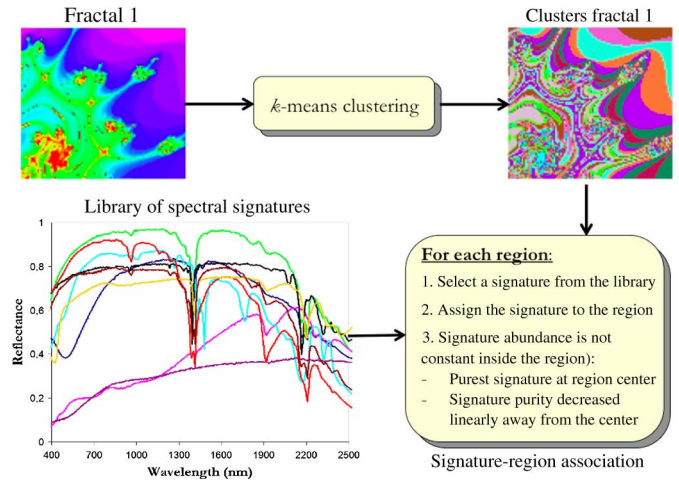 Fractal 1
Clusters fractal 1
k-means clustering
Library of spectral signatures
1
0,8
0,6
0,4
0,2
0
Reflectance
400 700 1000 1300 1600 1900 2200 2500
Wavelength (nm)
For each region:
1. Select a signature from the library
2. Assign the signature to the region
3. Signature abundance is not
constant inside the region):
- Purest signature at region center
- Signature purity decreased
linearly away from the center
Signature-region association